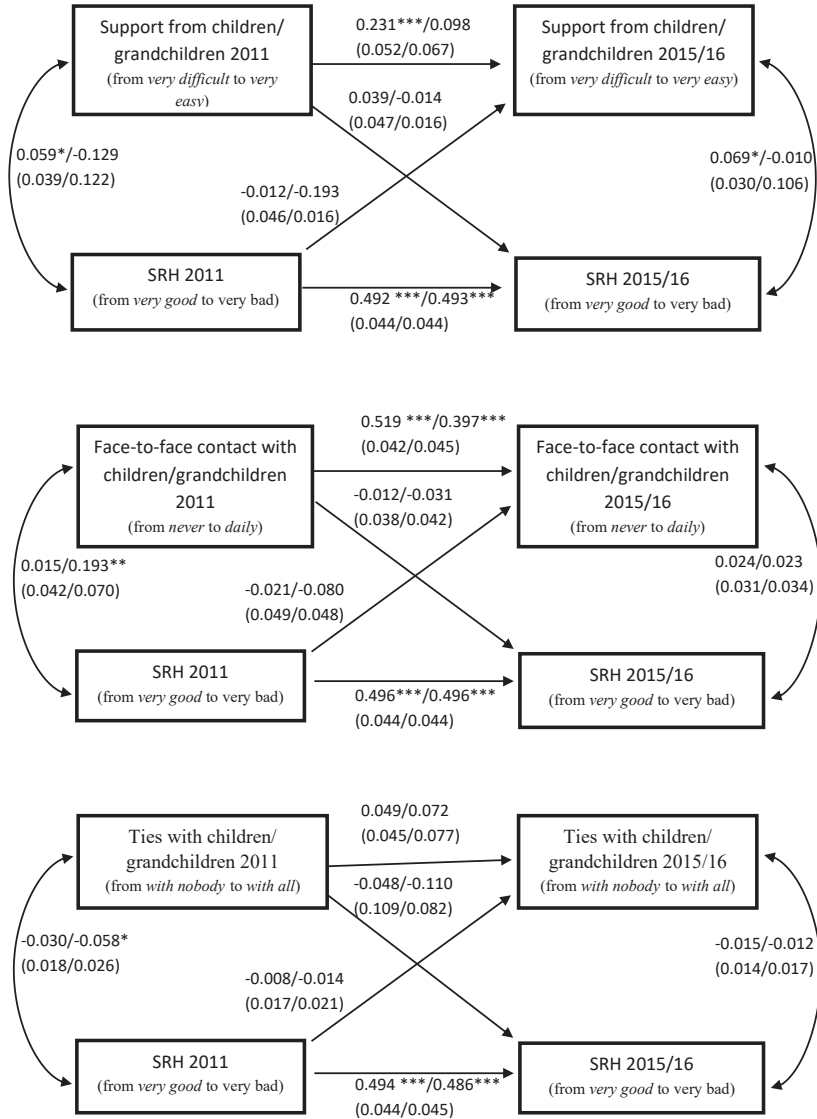 Support from children/
grandchildren 2011
(from very difficult to very
easy)
0.231 ***/0.098
(0.052/0.067)
Support from children/
grandchildren 2015/16
(from very difficult to very easy)
0.039/-0.014
(0.047/0.016)
0.059*/-0.129
(0.039/0.122)
0.069*/-0.010
(0.030/0.106)
-0.012/-0.193
(0.046/0.016)
SRH 2011
(from very good to very bad)
0.492 ***/0.493***
(0.044/0.044)
SRH 2015/16
(from very good to very bad)
0.519 ***/0.397***
(0.042/0.045)
Face-to-face contact with
children/grandchildren
2011
(from never to daily)
Face-to-face contact with
children/grandchildren
2015/16
(from never to daily)
-0.012/-0.031
(0.038/0.042)
0.015/0.193**
(0.042/0.070)
0.024/0.023
(0.031/0.034)
-0.021/-0.080
(0.049/0.048)
SRH 2011
(from very good to very bad)
0.496***/0.496***
(0.044/0.044)
SRH 2015/16
(from very good to very bad)
0.049/0.072
(0.045/0.077)
Ties with children/
grandchildren 2011
(from with nobody to with all)
Ties with children/
grandchildren 2015/16
(from with nobody to with all)
-0.048/-0.110
(0.109/0.082)
-0.030/-0.058*
(0.018/0.026)
-0.015/-0.012
(0.014/0.017)
-0.008/-0.014
(0.017/0.021)
SRH 2011
(from very good to very bad)
0.494 ***/0.486***
(0.044/0.045)
SRH 2015/16
(from very good to very bad)